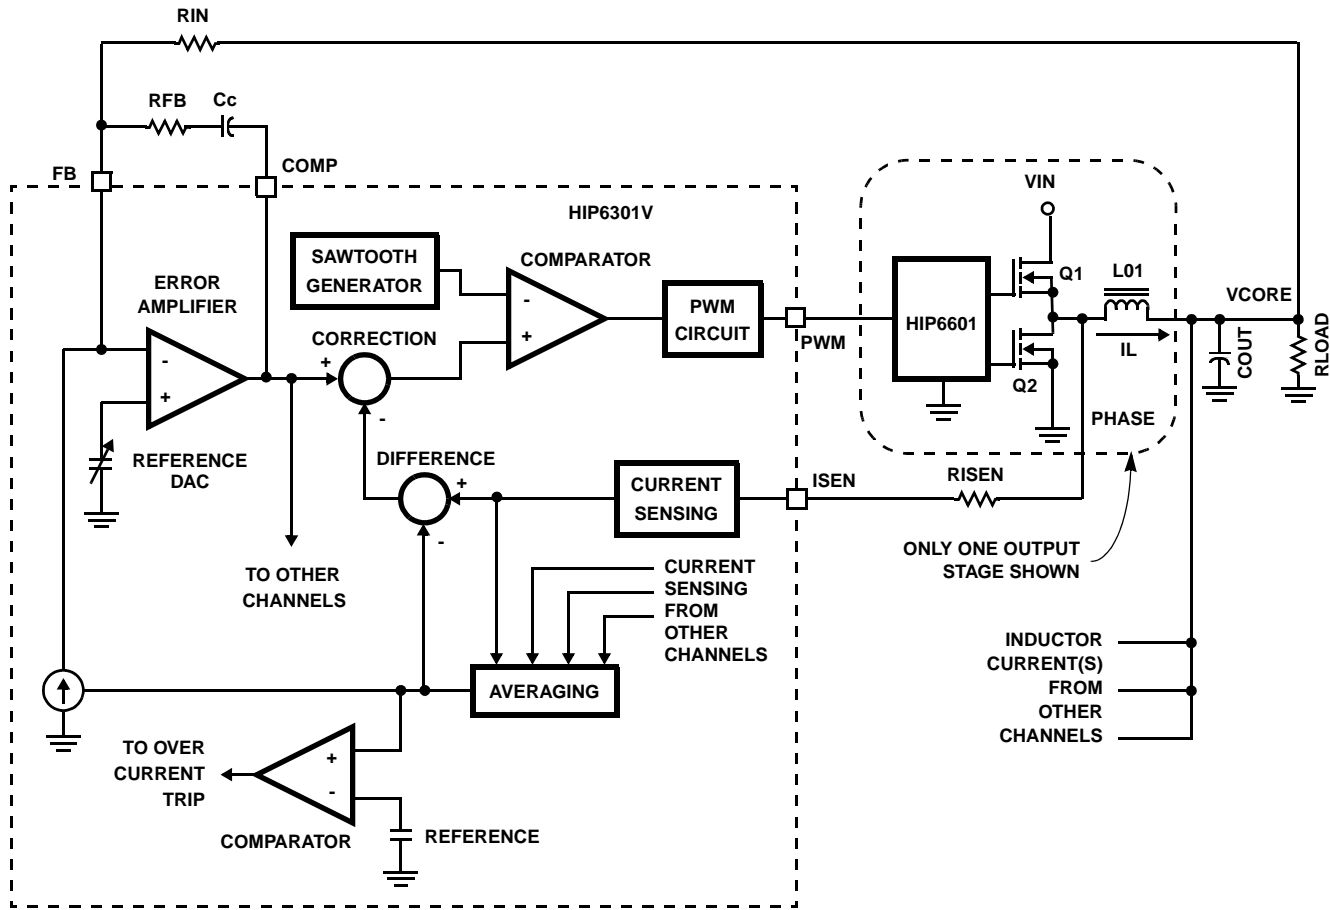 RIN
RFB
Cc
FB
COMP
HIP6301V
VIN
SAWTOOTH
GENERATOR
COMPARATOR
ERROR
AMPLIFIER
-
+
-
+
PWM
CIRCUIT
PWM
HIP6601
Q1
Q2
L01
IL
VCORE
COUT
RLOAD
PHASE
CORRECTION
+
-
REFERENCE
DAC
DIFFERENCE
+
-
CURRENT
SENSING
ISEN
RISEN
ONLY ONE OUTPUT
STAGE SHOWN
TO OTHER
CHANNELS
CURRENT
SENSING
FROM
OTHER
CHANNELS
AVERAGING
INDUCTOR
CURRENT(S)
FROM
OTHER
CHANNELS
TO OVER
CURRENT
TRIP
+
-
COMPARATOR
REFERENCE